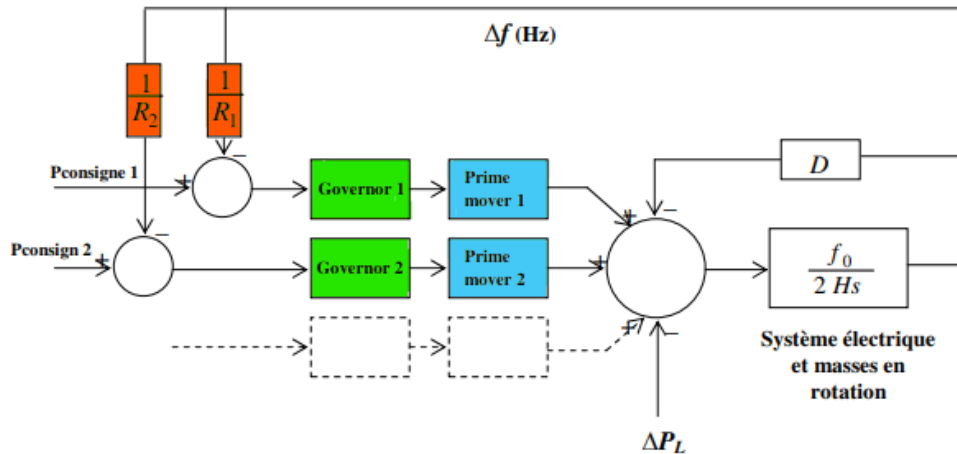 Δf (Hz)
1
R₂
1
R₁
−
Pconsigne 1
+
Governor 1
Prime
mover 1
D
−
+
−
Pconsign 2
+
Governor 2
Prime
mover 2
+
f₀
2 Hs
+
−
Système électrique
et masses en
rotation
ΔP_L